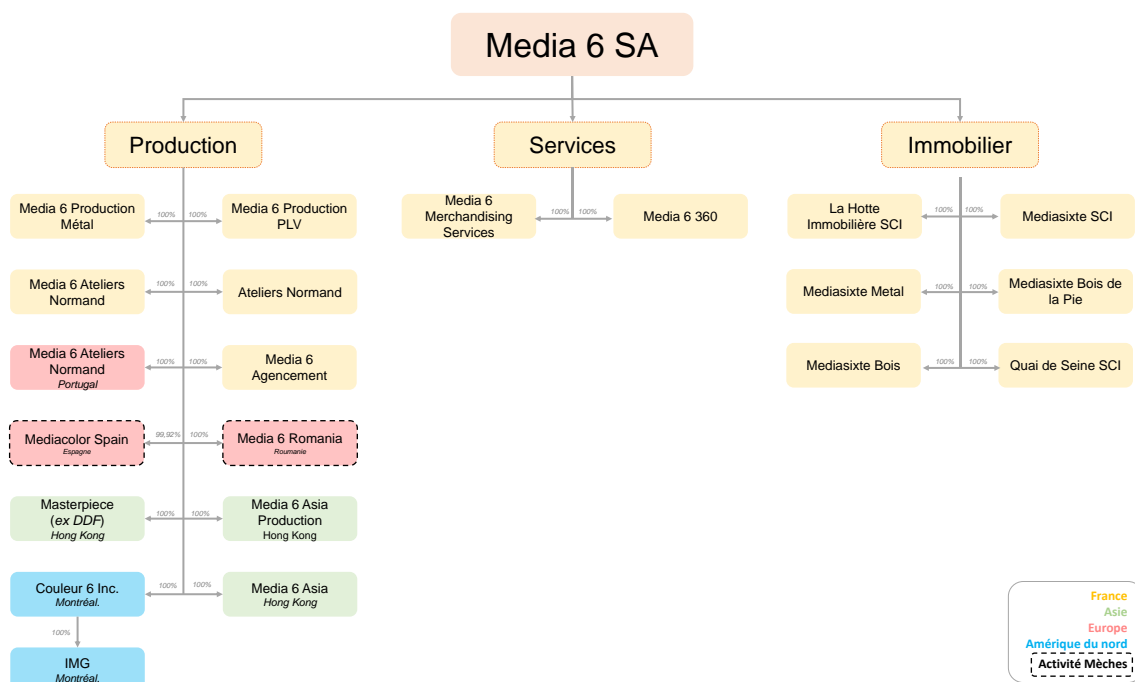 Media 6 SA
Production
Services
Immobilier
Media 6 Production
Métal
100%
100%
Media 6 Production
PLV
Media 6
Merchandising
Services
100%
100%
Media 6 360
La Hotte
Immobilière SCI
100%
100%
Mediasixte SCI
Media 6 Ateliers
Normand
100%
100%
Ateliers Normand
Mediasixte Metal
100%
100%
Mediasixte Bois de
la Pie
Media 6 Ateliers
Normand
Portugal
100%
100%
Media 6
Agencement
Mediasixte Bois
100%
100%
Quai de Seine SCI
Mediacolor Spain
Espagne
99,92%
100%
Media 6 Romania
Roumanie
Masterpiece
(ex DDF)
Hong Kong
100%
100%
Media 6 Asia
Production
Hong Kong
Couleur 6 Inc.
Montréal.
100%
100%
Media 6 Asia
Hong Kong
100%
IMG
Montréal.
France
Asie
Europe
Amérique du nord
Activité Mèches